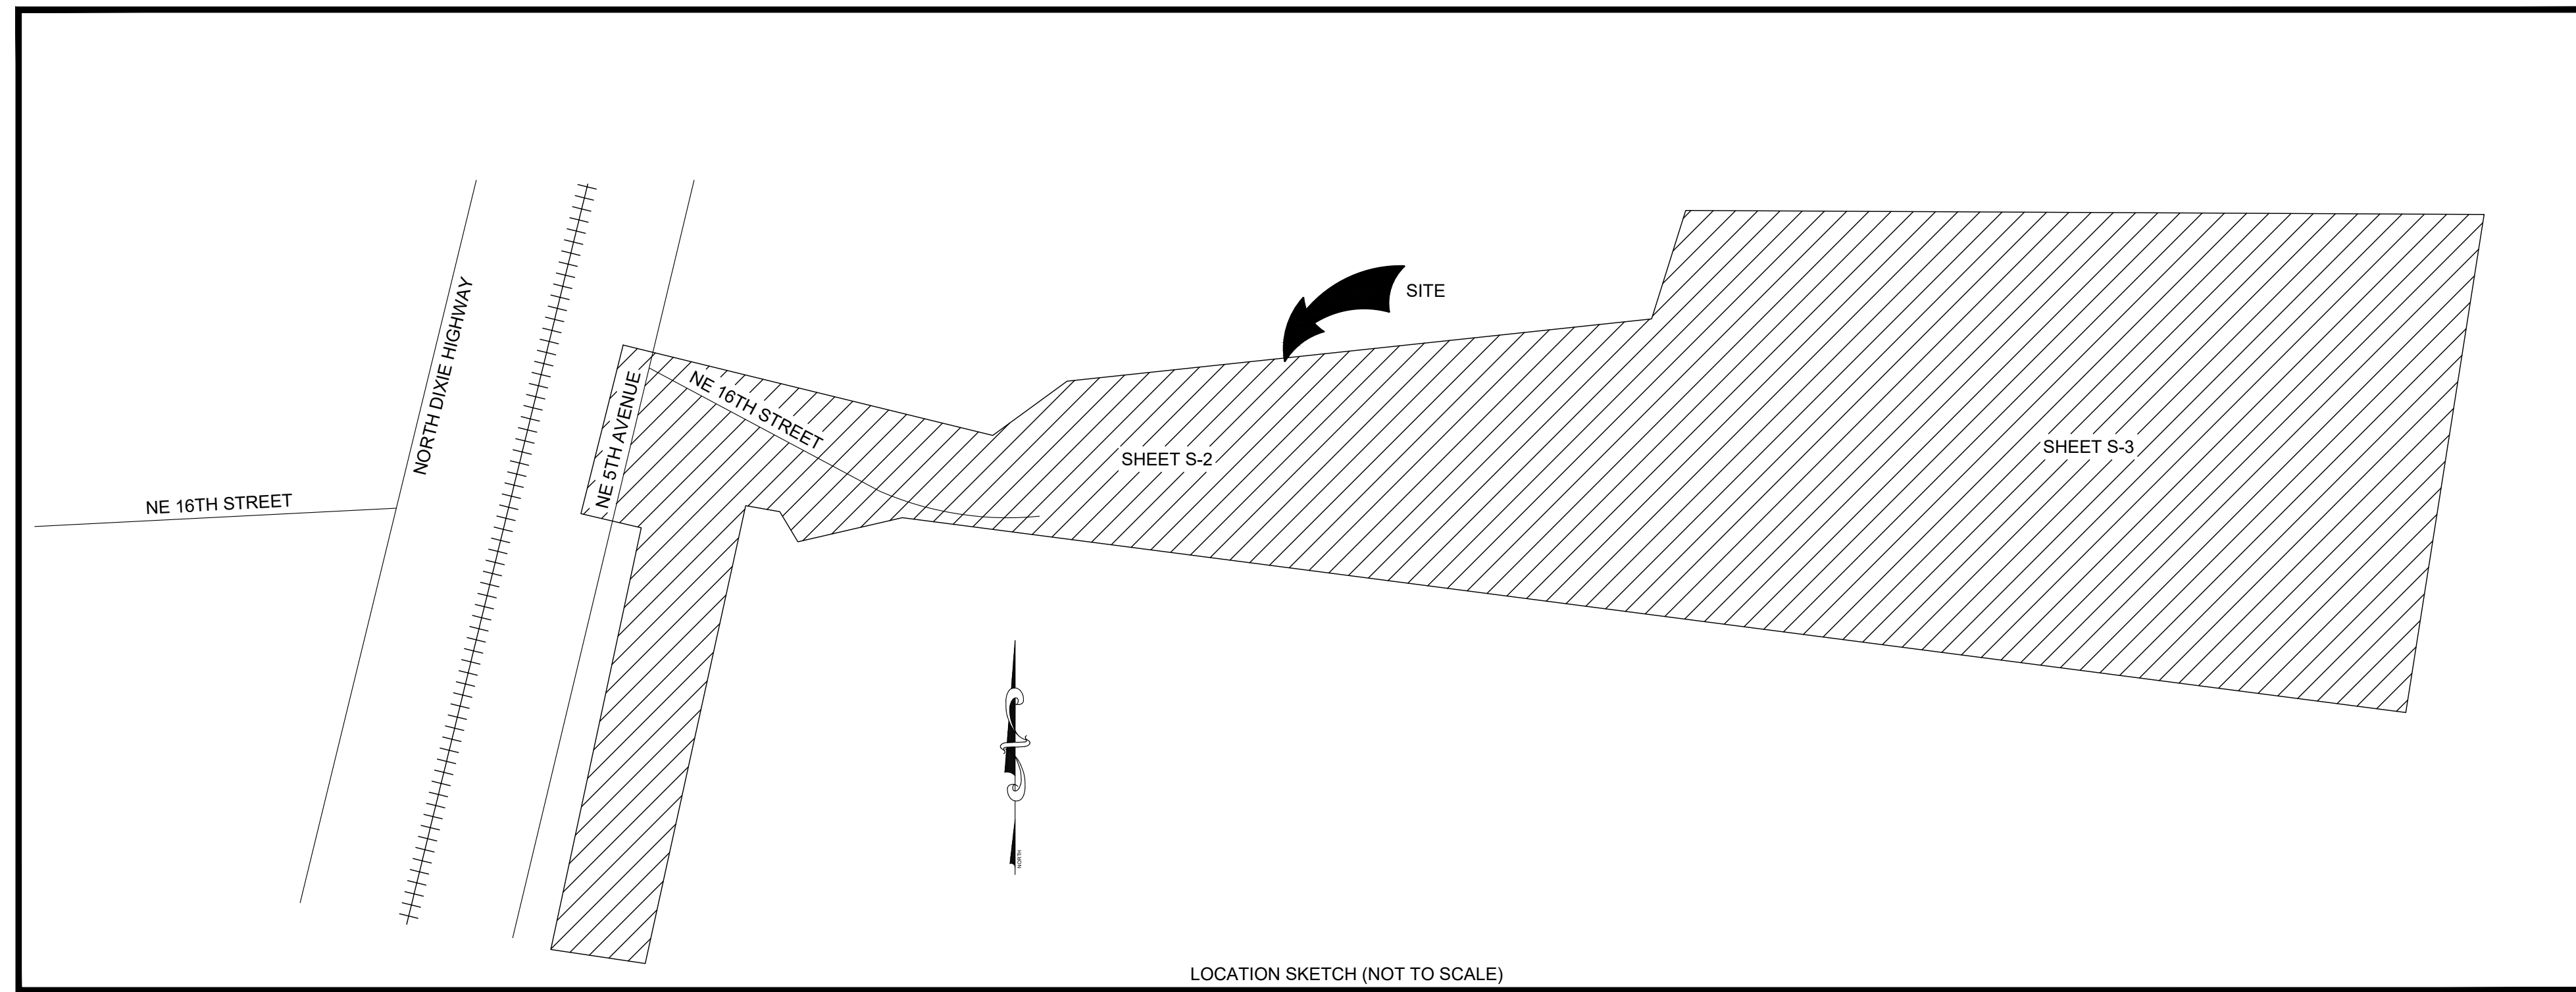 SITE
NORTH DIXIE HIGHWAY
NE 5TH AVENUE
NE 16TH STREET
SHEET S-2
SHEET S-3
NE 16TH STREET
NORTH
LOCATION SKETCH (NOT TO SCALE)